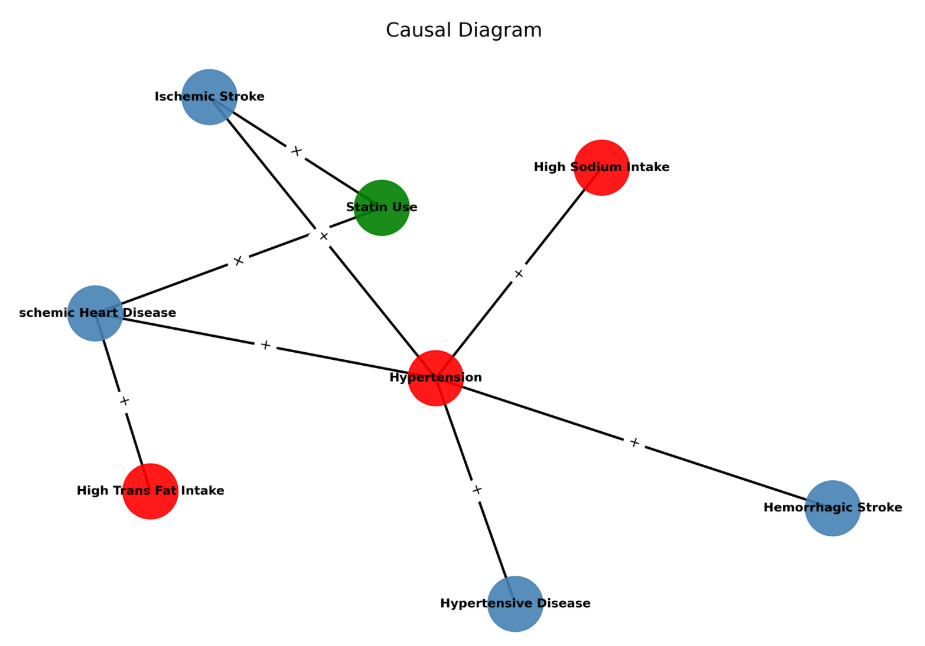 Causal Diagram
Ischemic Stroke
+
High Sodium Intake
Statin Use
+
+
+
schemic Heart Disease
+
Hypertension
+
+
+
High Trans Fat Intake
Hemorrhagic Stroke
Hypertensive Disease